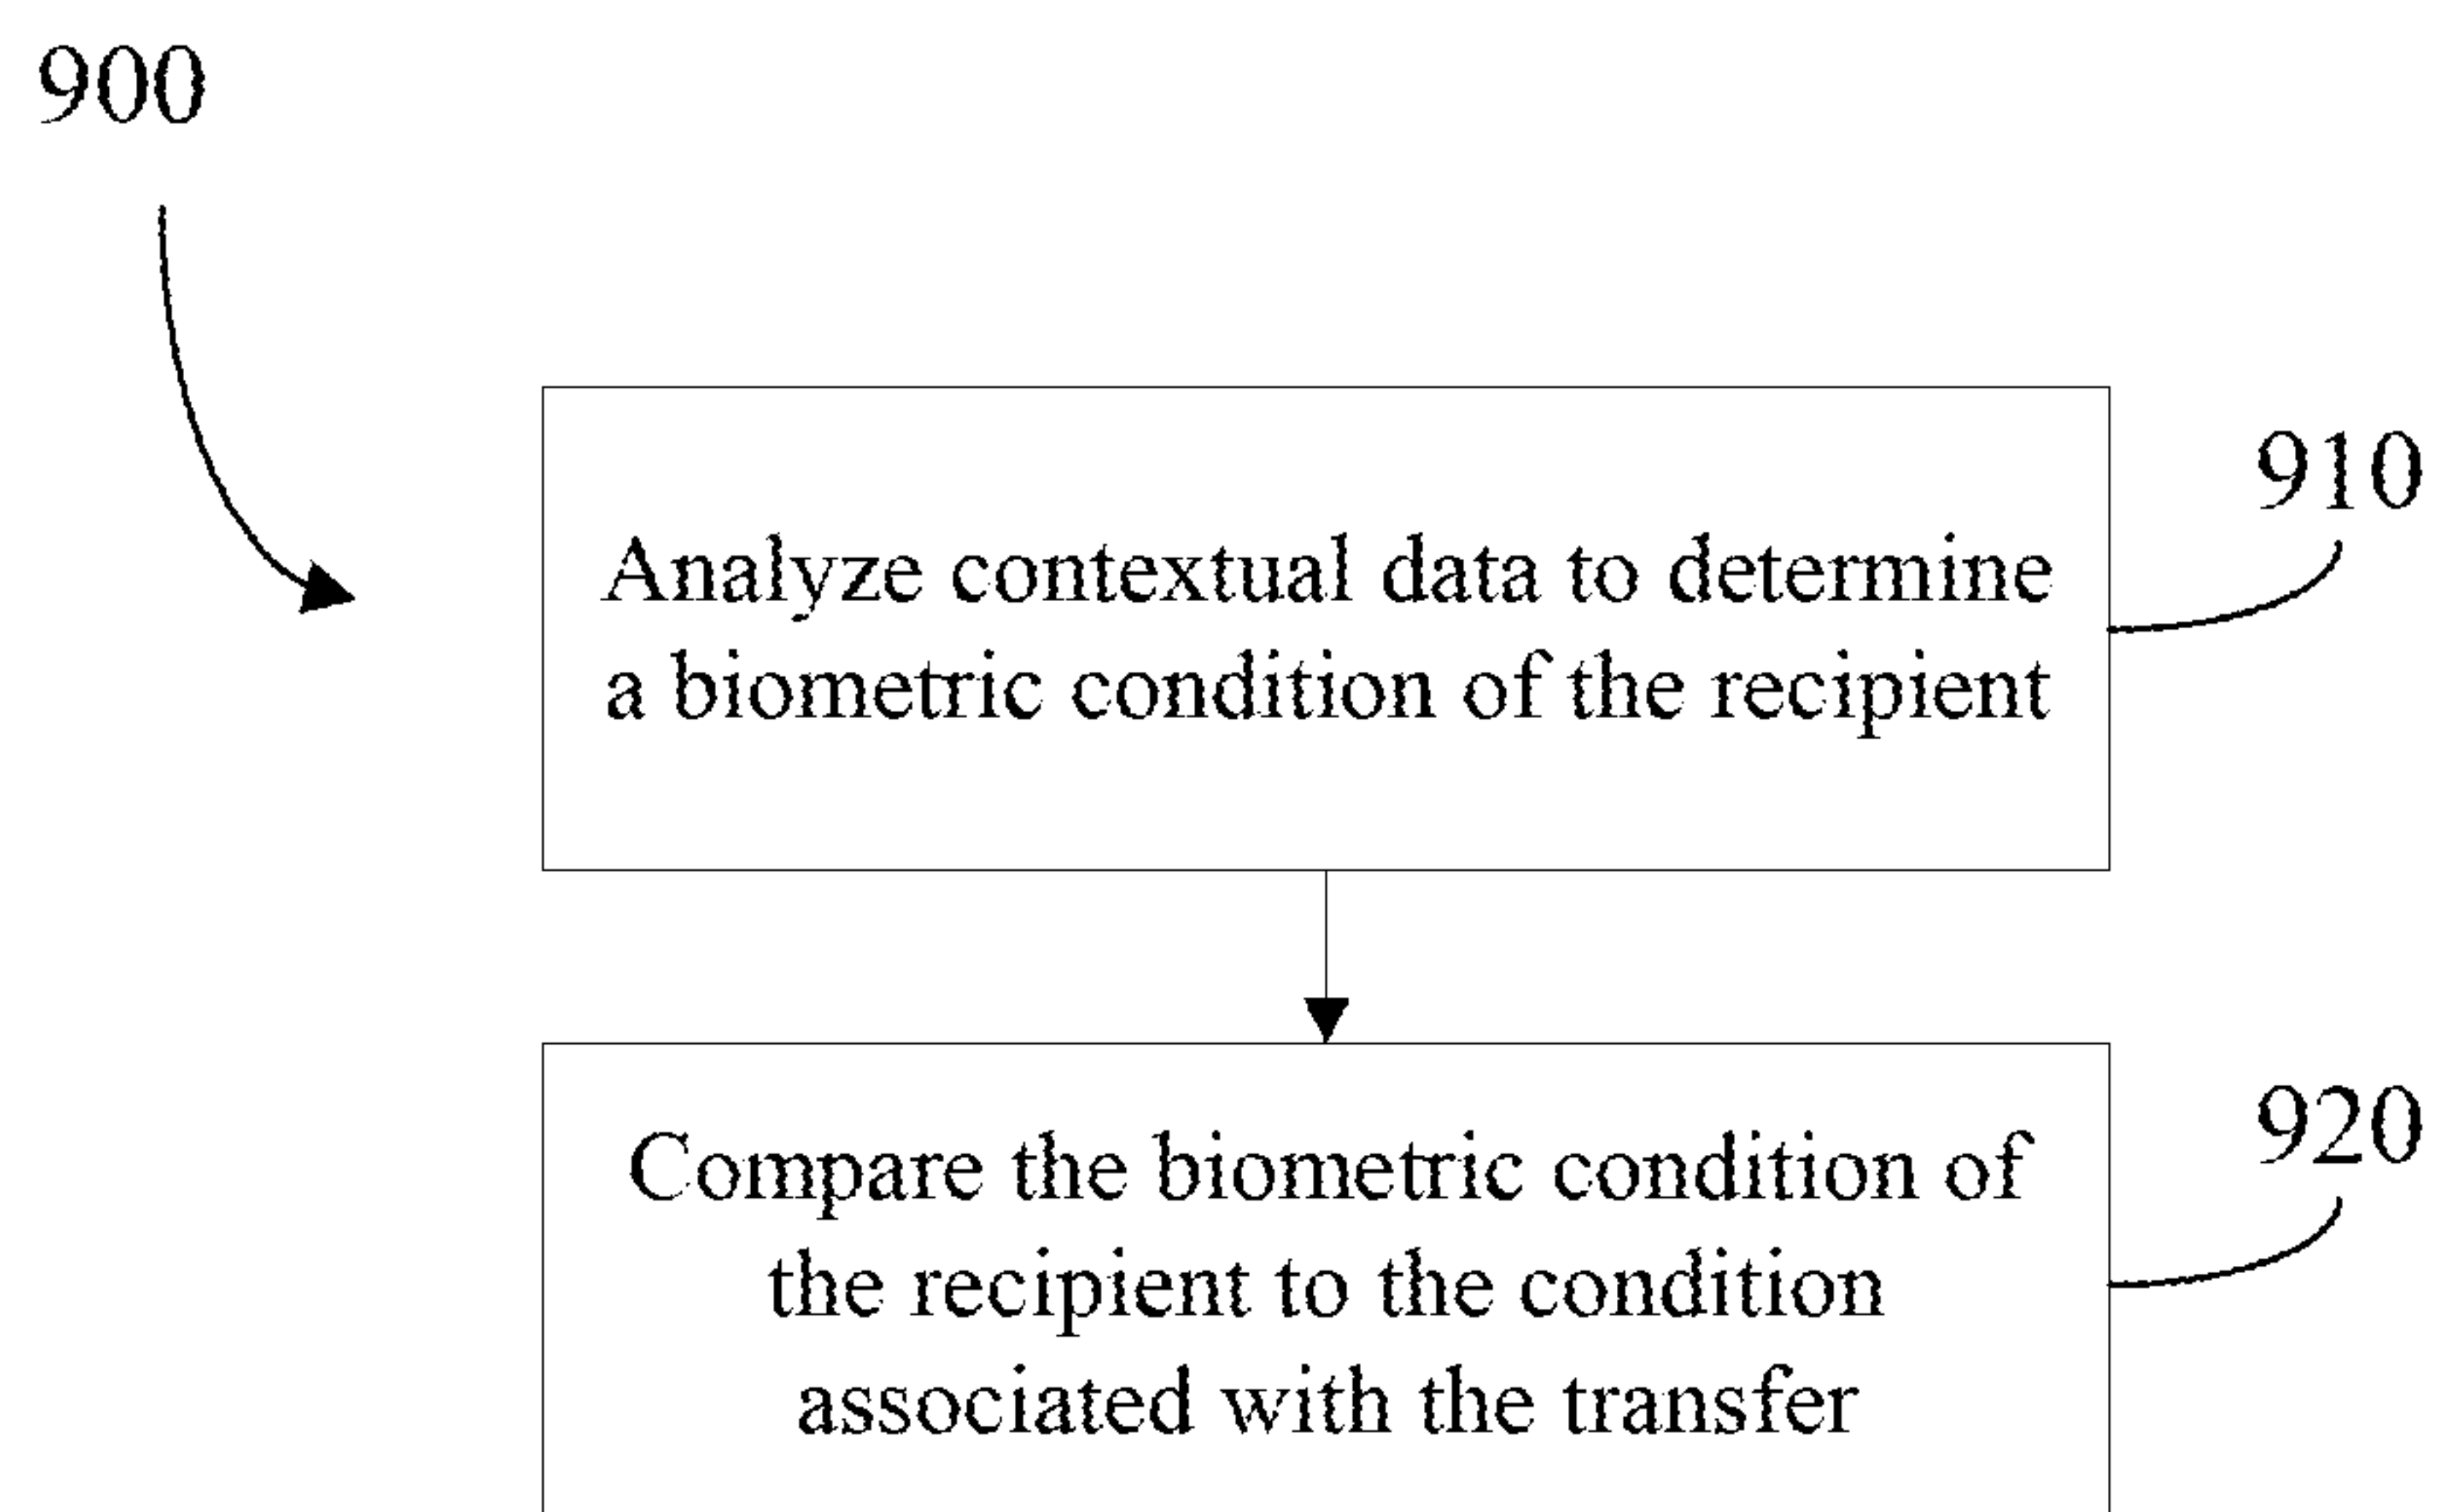 900
910
Analyze contextual data to determine
a biometric condition of the recipient
920
Compare the biometric condition of
the recipient to the condition
associated with the transfer